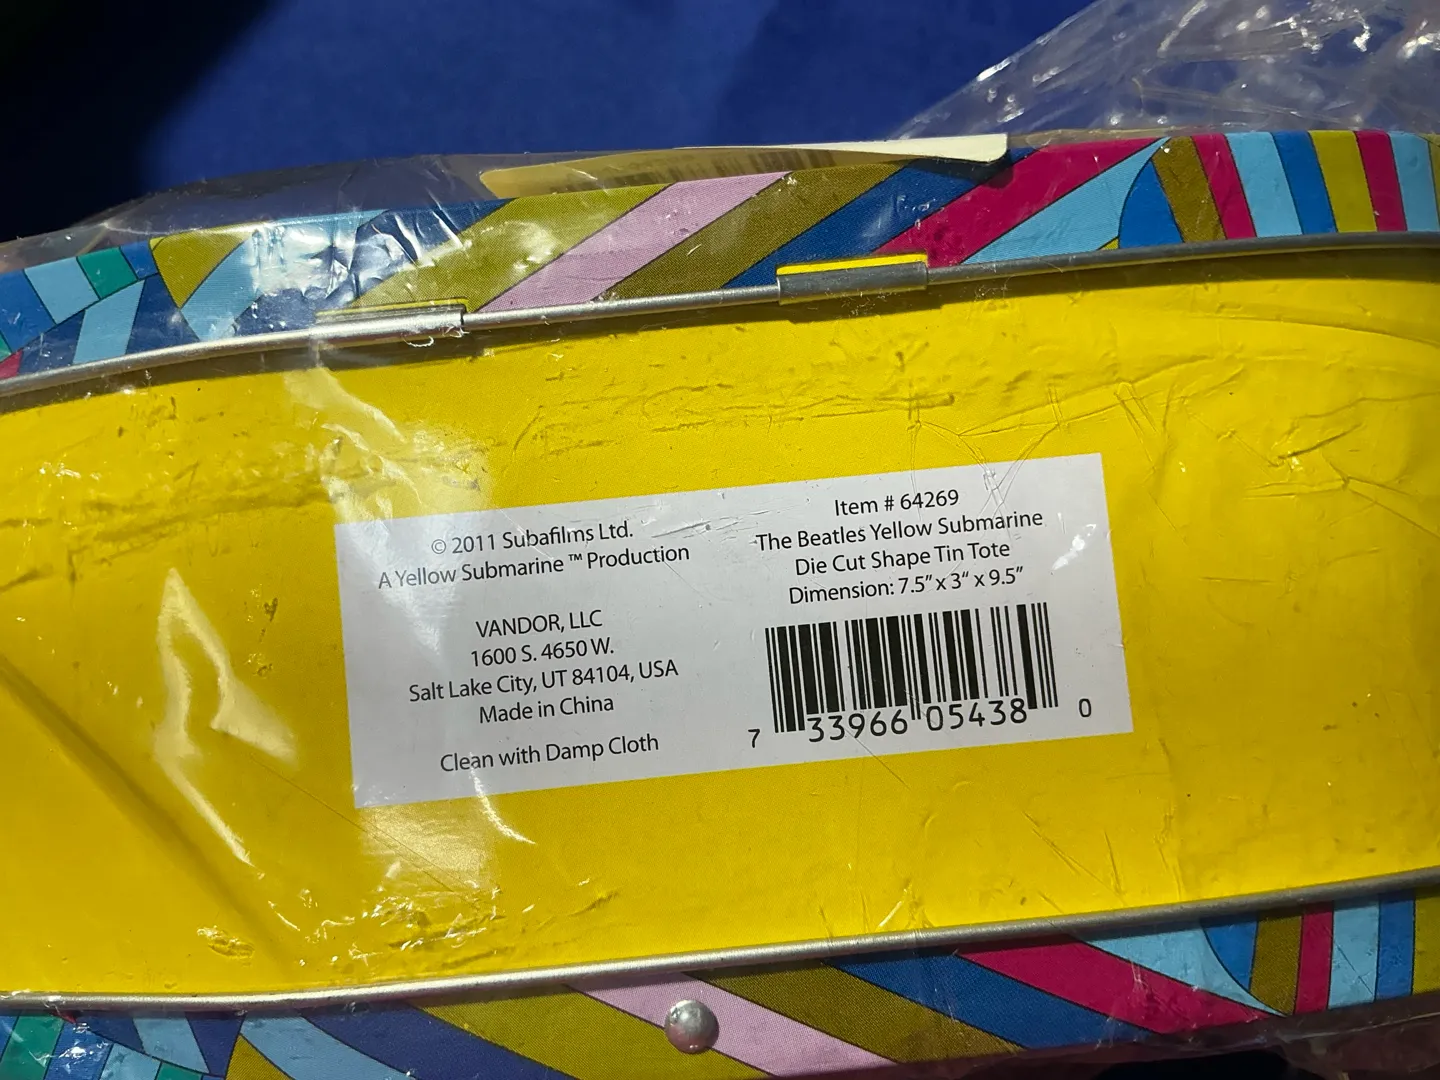 © 2011 Subafilms Ltd.
A Yellow Submarine ™ Production
VANDOR, LLC
1600 S. 4650 W.
Salt Lake City, UT 84104, USA
Made in China
Clean with Damp Cloth
Item # 64269
The Beatles Yellow Submarine
Die Cut Shape Tin Tote
Dimension: 7.5” x 3“ x 9.5”
7 33966 05438 0